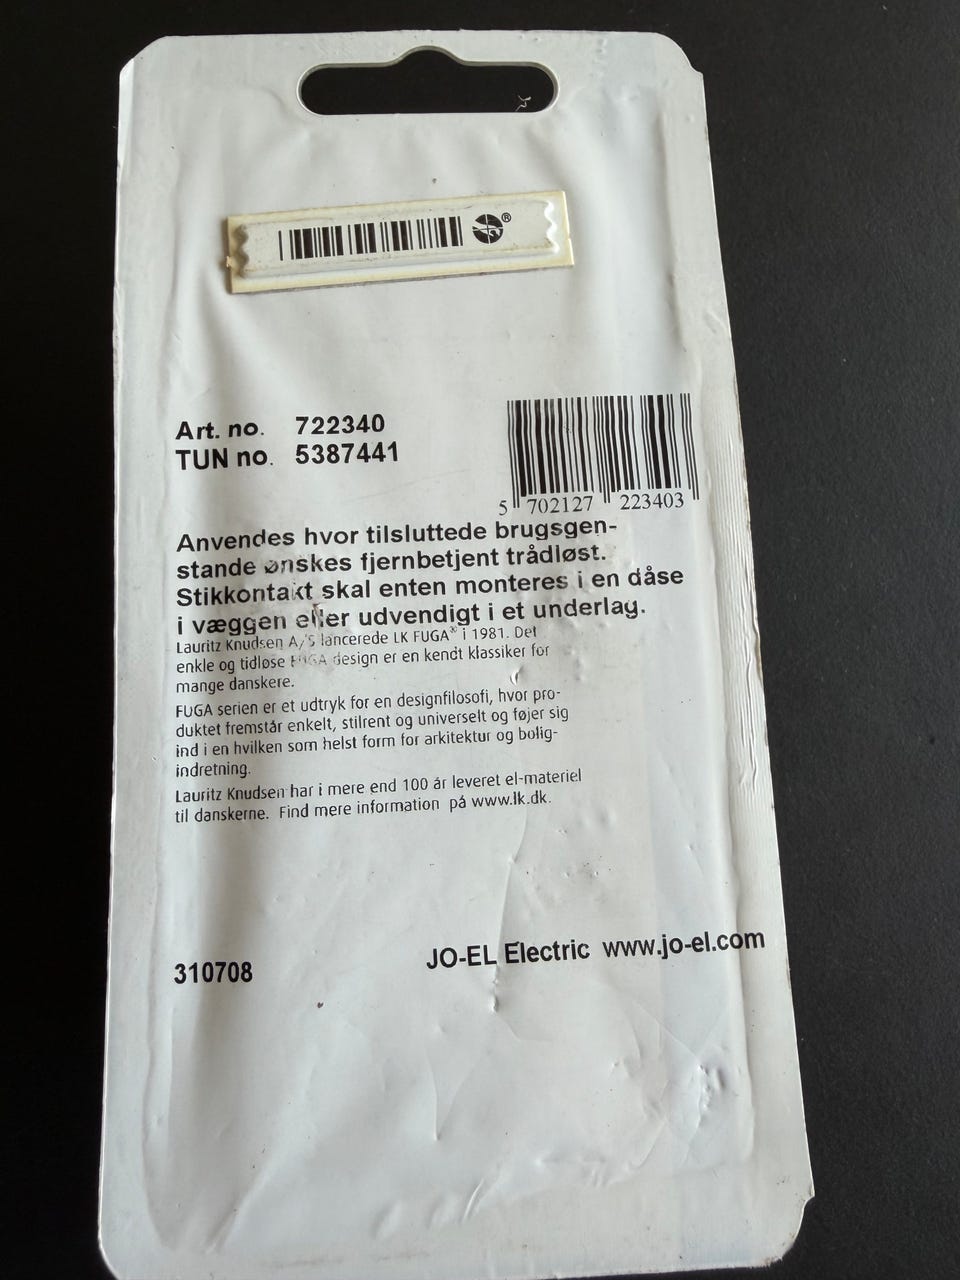 ®
Art. no. 722340
TUN no. 5387441
5 702127 223403
Anvendes hvor tilsluttede brugsgen-
stande ønskes fjernbetjent trådløst.
Stikkontakt skal enten monteres i en dåse
i væggen eller udvendigt i et underlag.
Lauritz Knudsen A/S lancerede LK FUGA® i 1981. Det
enkle og tidløse FUGA design er en kendt klassiker for
mange danskere.
FUGA serien er et udtryk for en designfilosofi, hvor pro-
duktet fremstår enkelt, stilrent og universelt og føjer sig
ind i en hvilken som helst form for arkitektur og bolig-
indretning.
Lauritz Knudsen har i mere end 100 år leveret el-materiel
til danskerne. Find mere information på www.lk.dk.
310708 JO-EL Electric www.jo-el.com